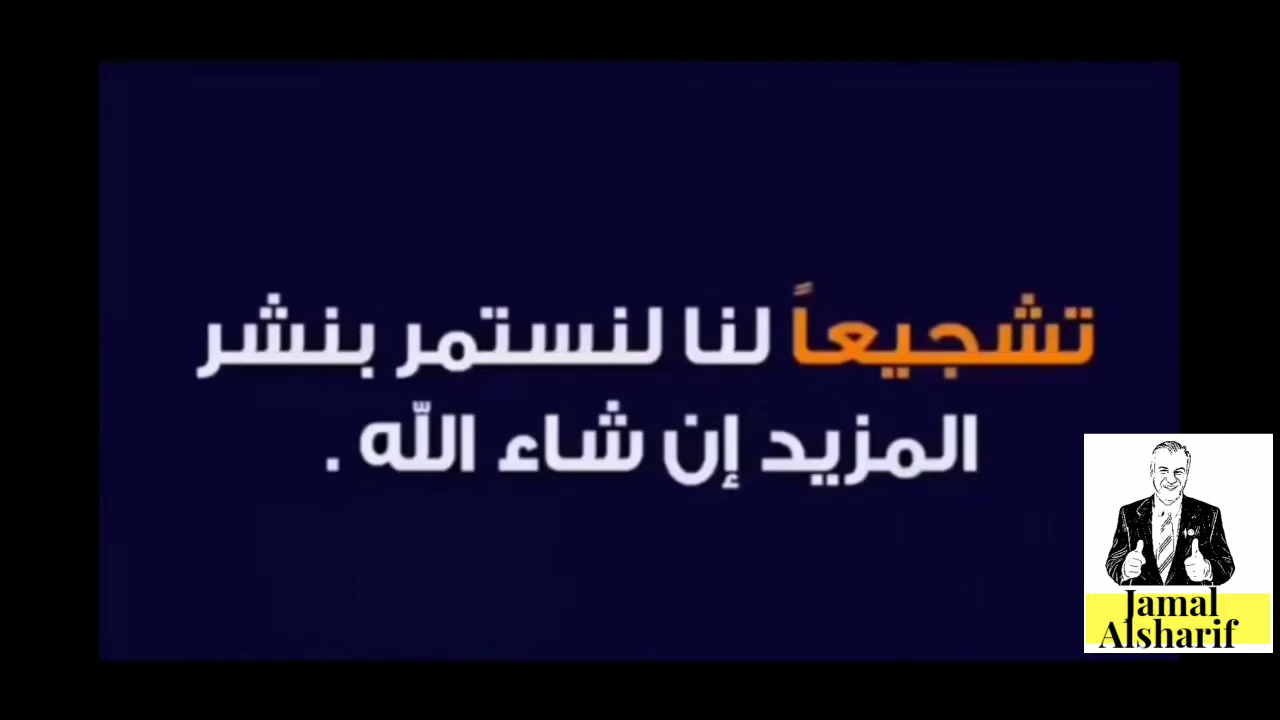 تشجيعاً لنا لنستمر بنشر
المزيد إن شاء الله .
Jamal
Alsharif